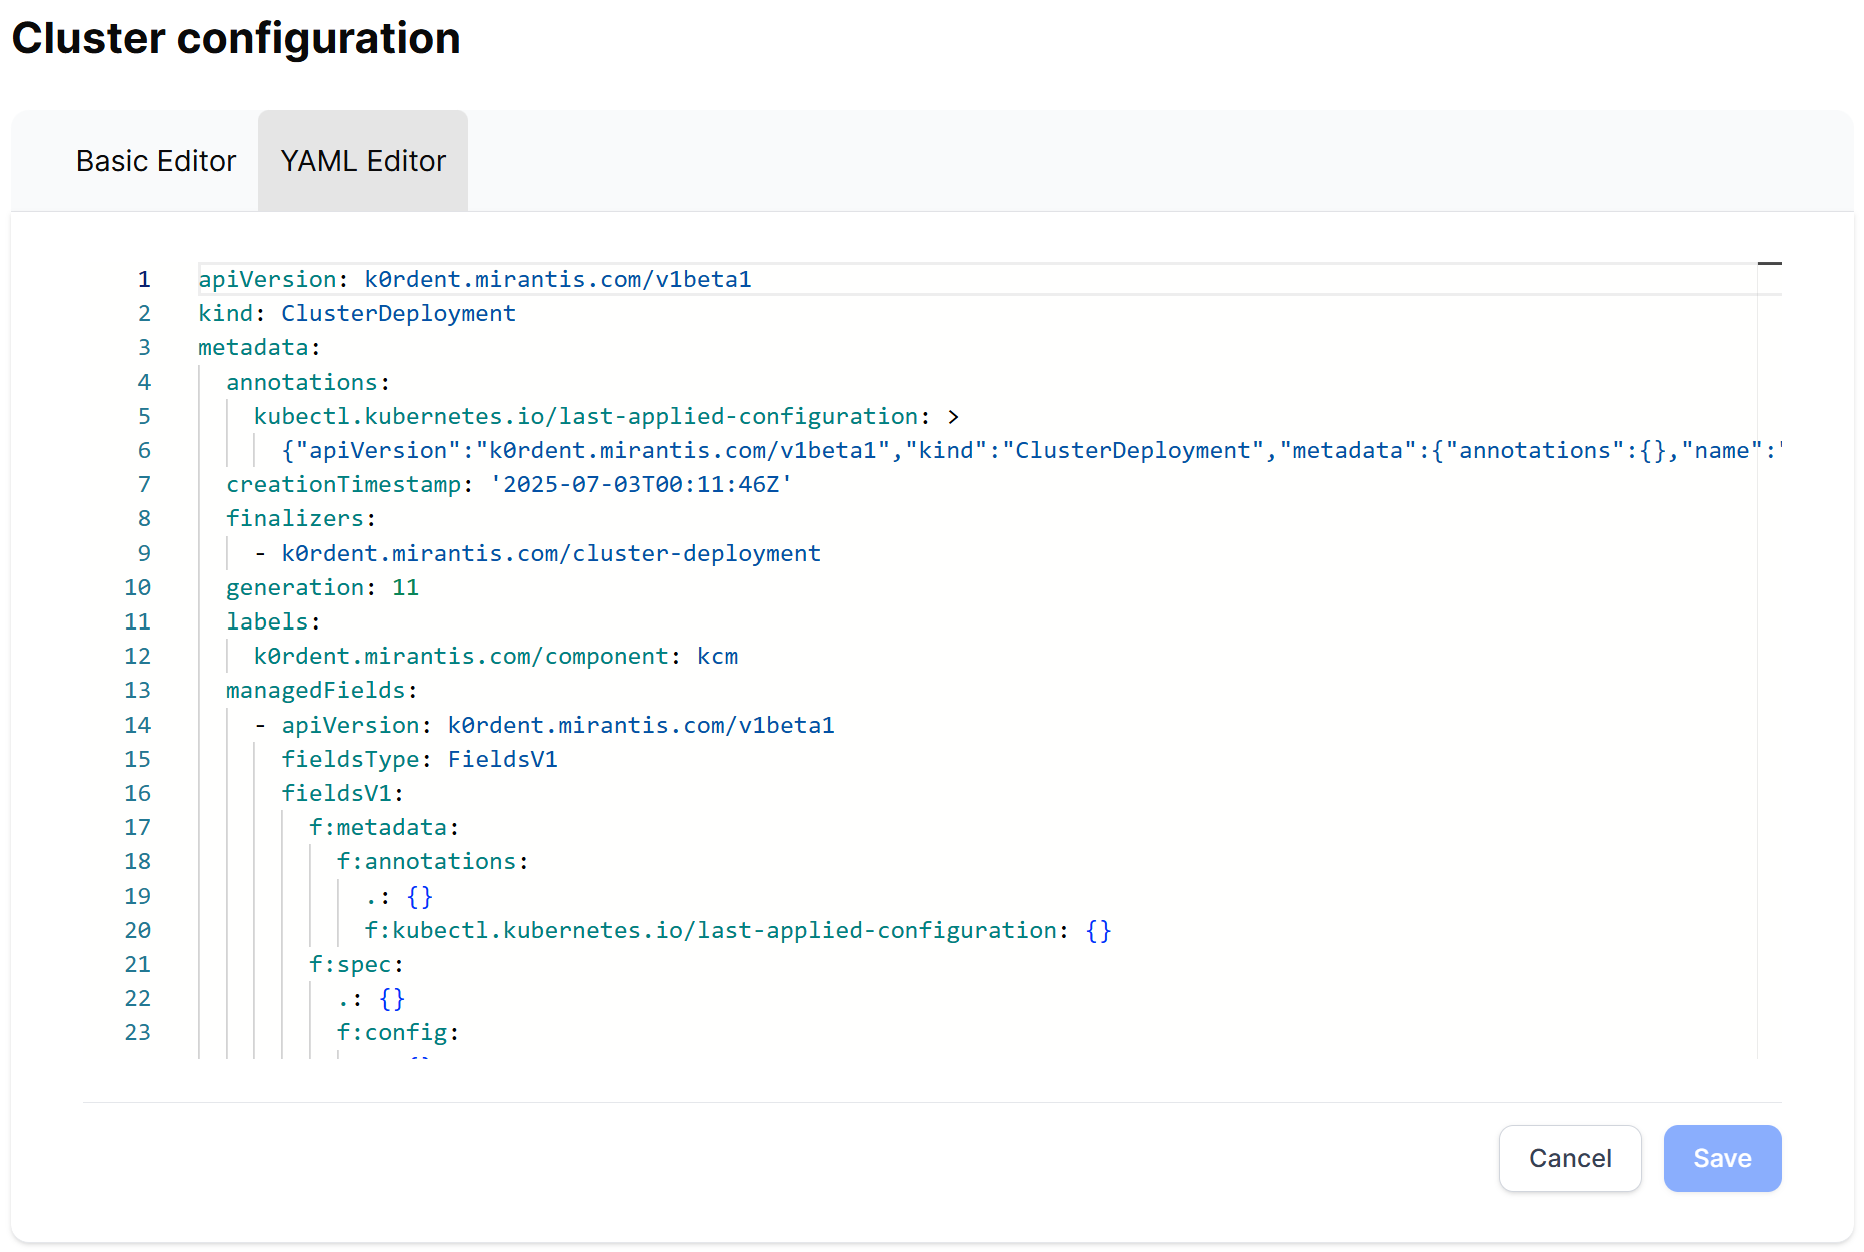 Cluster configuration
Basic Editor YAML Editor
1 apiVersion: k0rdent.mirantis.com/v1beta1
2 kind: ClusterDeployment
3 metadata:
4   annotations:
5     kubectl.kubernetes.io/last-applied-configuration: >
6       {"apiVersion":"k0rdent.mirantis.com/v1beta1","kind":"ClusterDeployment","metadata":{"annotations":{},"name":"
7   creationTimestamp: '2025-07-03T00:11:46Z'
8   finalizers:
9     - k0rdent.mirantis.com/cluster-deployment
10   generation: 11
11   labels:
12     k0rdent.mirantis.com/component: kcm
13   managedFields:
14     - apiVersion: k0rdent.mirantis.com/v1beta1
15       fieldsType: FieldsV1
16       fieldsV1:
17         f:metadata:
18           f:annotations:
19             .: {}
20             f:kubectl.kubernetes.io/last-applied-configuration: {}
21         f:spec:
22           .: {}
23           f:config:
Cancel Save